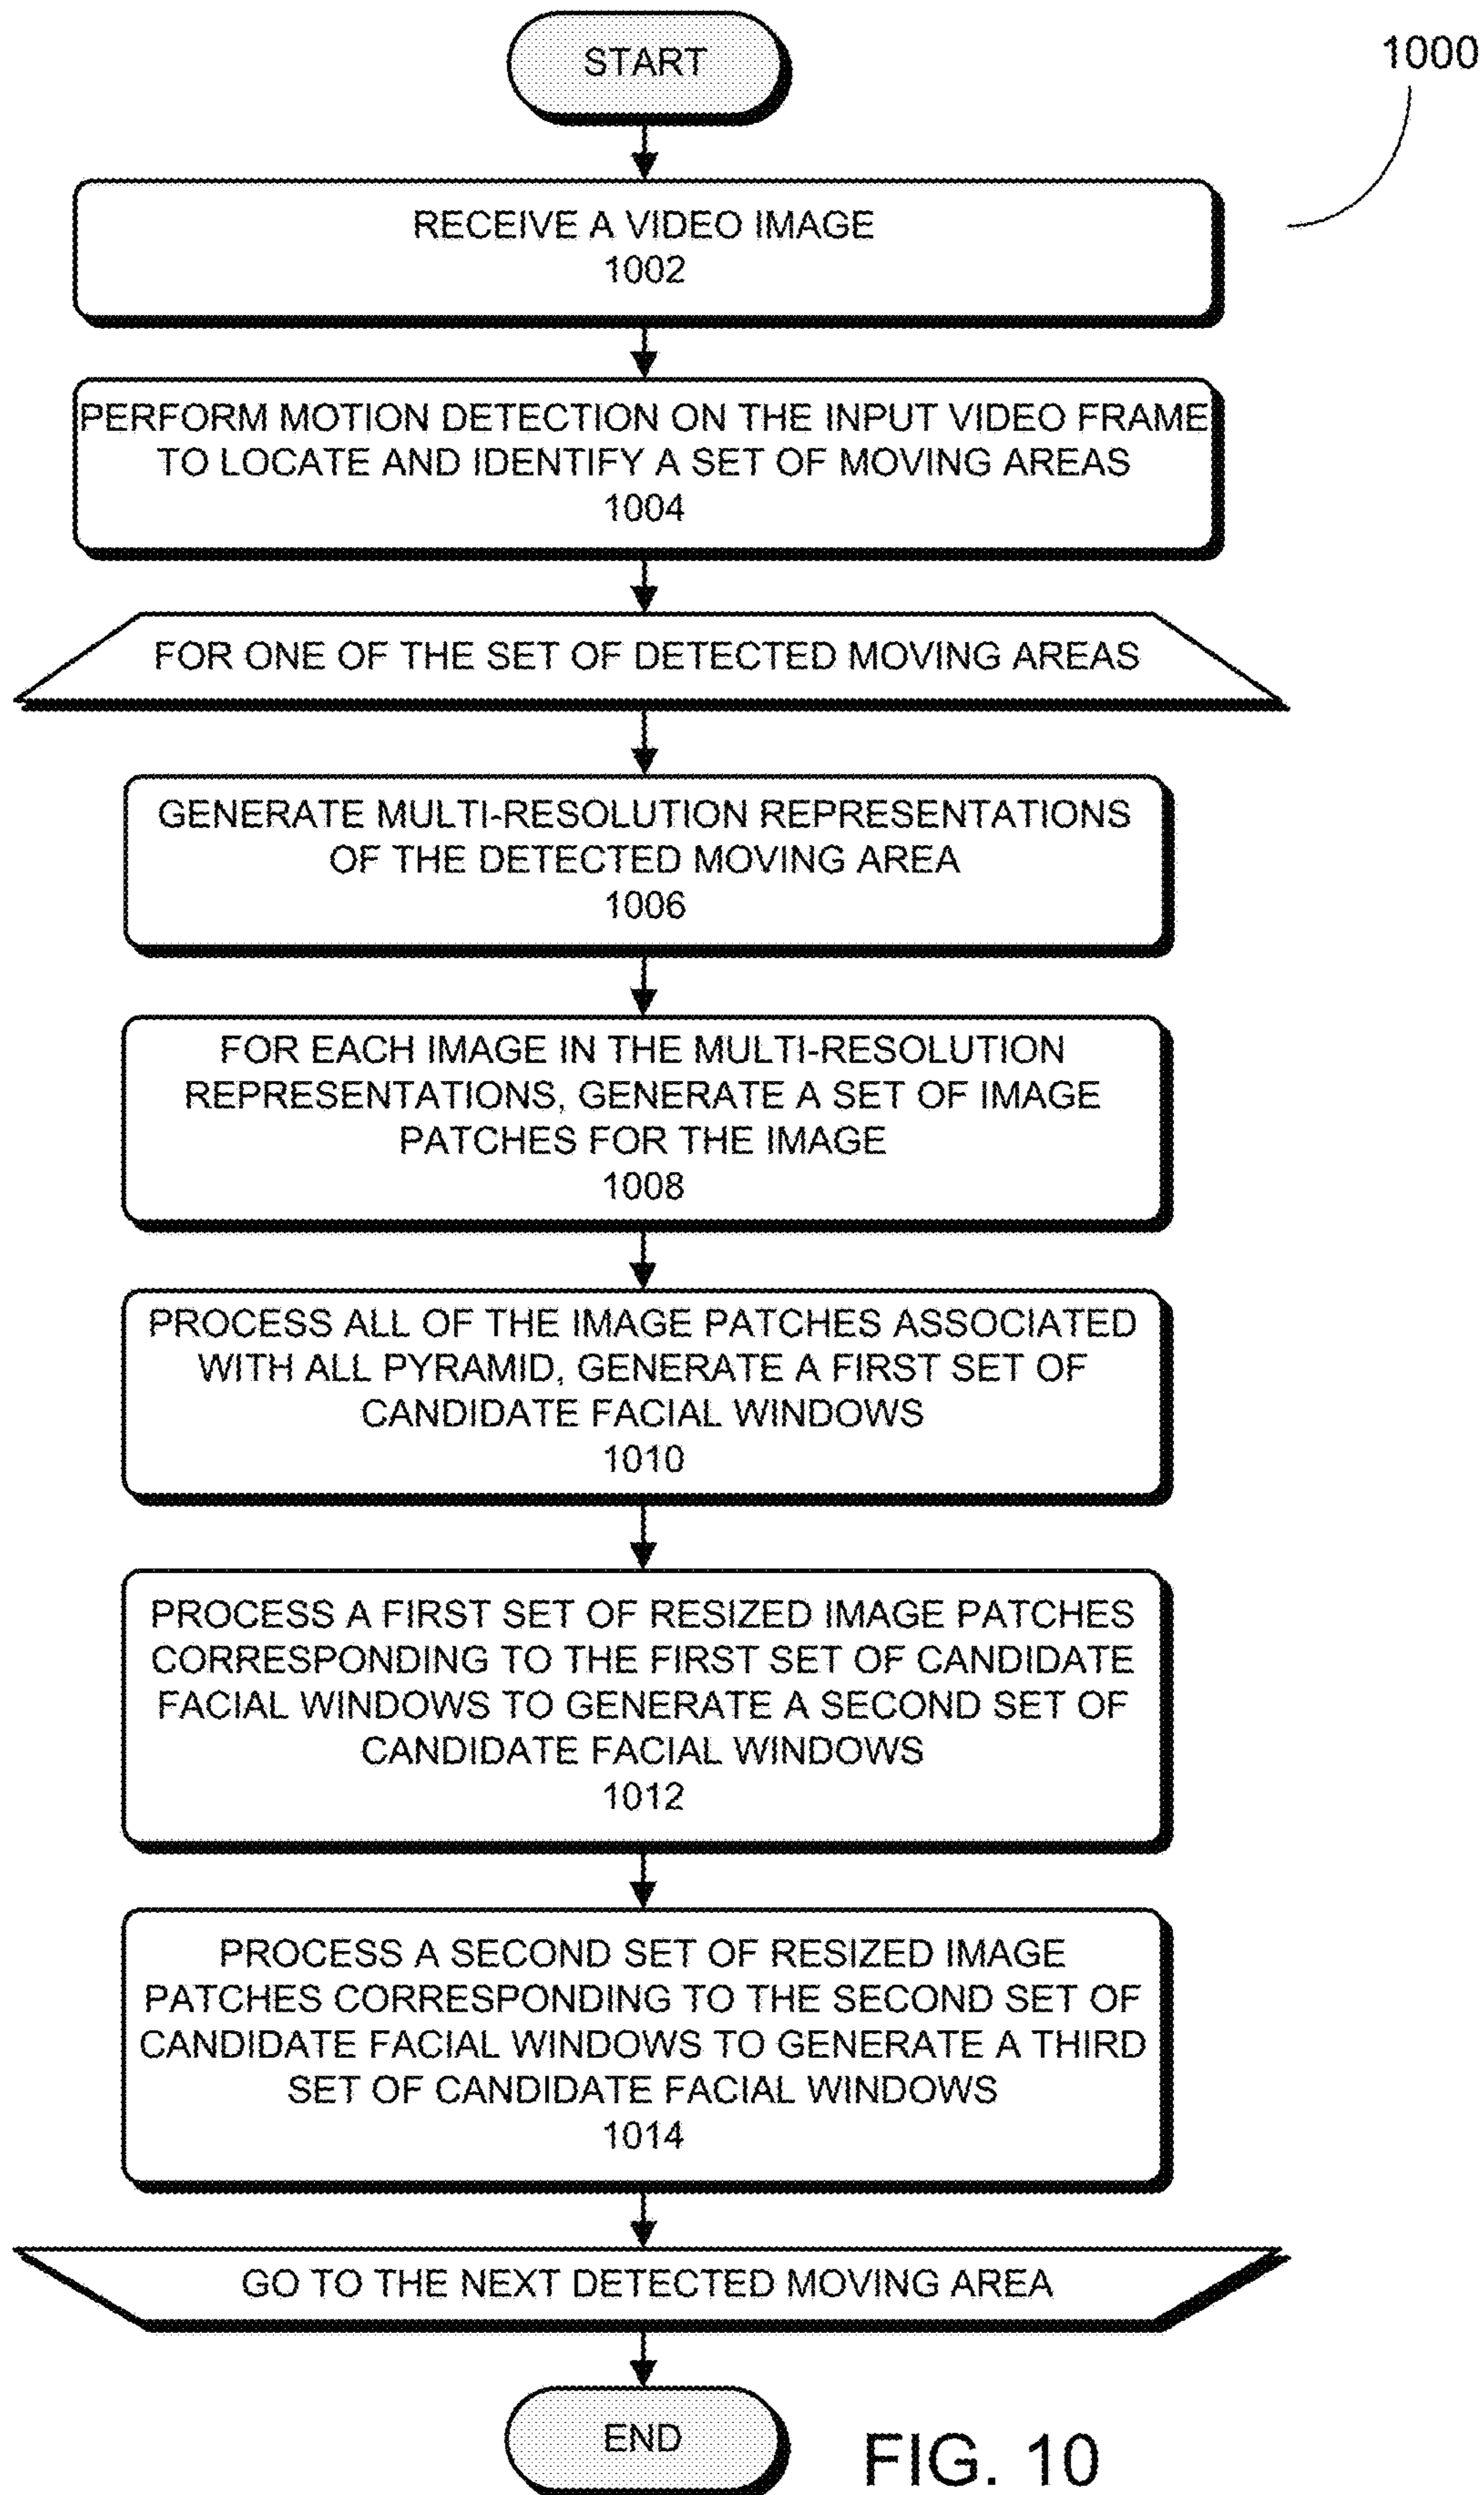 START
1000
RECEIVE A VIDEO IMAGE
1002
PERFORM MOTION DETECTION ON THE INPUT VIDEO FRAME
TO LOCATE AND IDENTIFY A SET OF MOVING AREAS
1004
FOR ONE OF THE SET OF DETECTED MOVING AREAS
GENERATE MULTI-RESOLUTION REPRESENTATIONS
OF THE DETECTED MOVING AREA
1006
FOR EACH IMAGE IN THE MULTI-RESOLUTION
REPRESENTATIONS, GENERATE A SET OF IMAGE
PATCHES FOR THE IMAGE
1008
PROCESS ALL OF THE IMAGE PATCHES ASSOCIATED
WITH ALL PYRAMID, GENERATE A FIRST SET OF
CANDIDATE FACIAL WINDOWS
1010
PROCESS A FIRST SET OF RESIZED IMAGE PATCHES
CORRESPONDING TO THE FIRST SET OF CANDIDATE
FACIAL WINDOWS TO GENERATE A SECOND SET OF
CANDIDATE FACIAL WINDOWS
1012
PROCESS A SECOND SET OF RESIZED IMAGE
PATCHES CORRESPONDING TO THE SECOND SET OF
CANDIDATE FACIAL WINDOWS TO GENERATE A THIRD
SET OF CANDIDATE FACIAL WINDOWS
1014
GO TO THE NEXT DETECTED MOVING AREA
END
FIG. 10